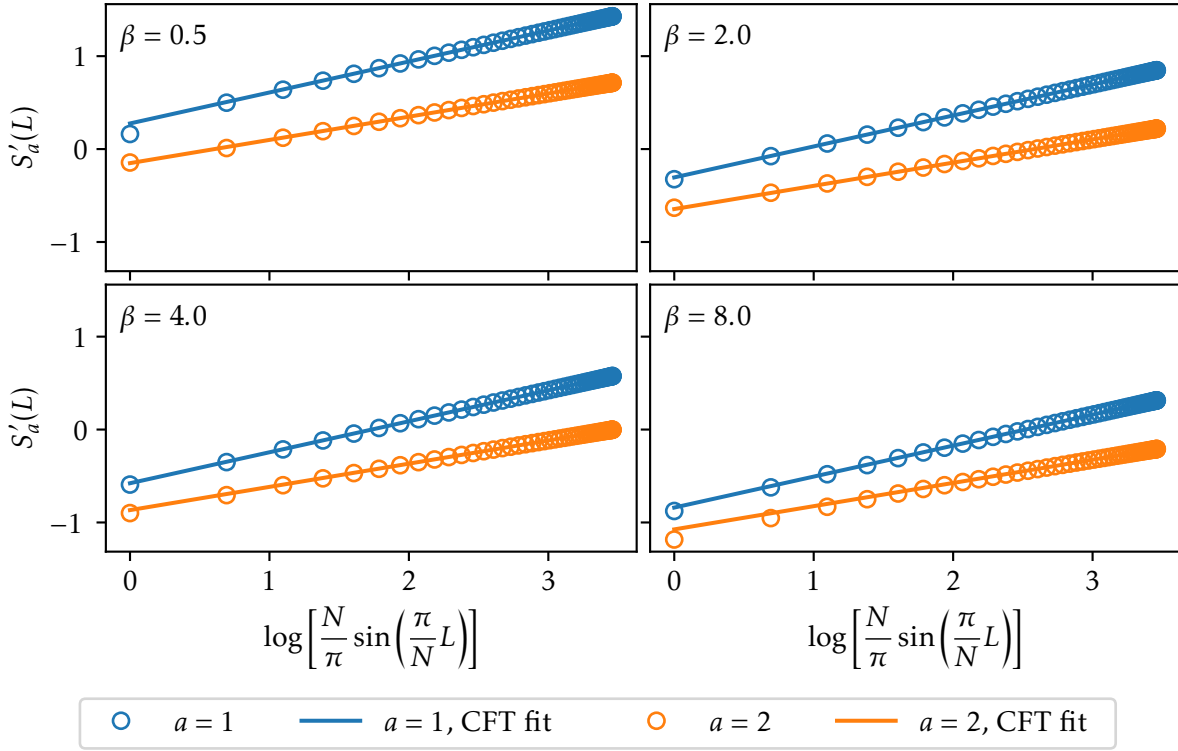 β = 0.5
β = 2.0
1
0
−1
S′ₐ(L)
β = 4.0
β = 8.0
1
0
−1
S′ₐ(L)
0 1 2 3
0 1 2 3
log[N/π sin(π/N L)]
log[N/π sin(π/N L)]
a = 1 a = 1, CFT fit a = 2 a = 2, CFT fit